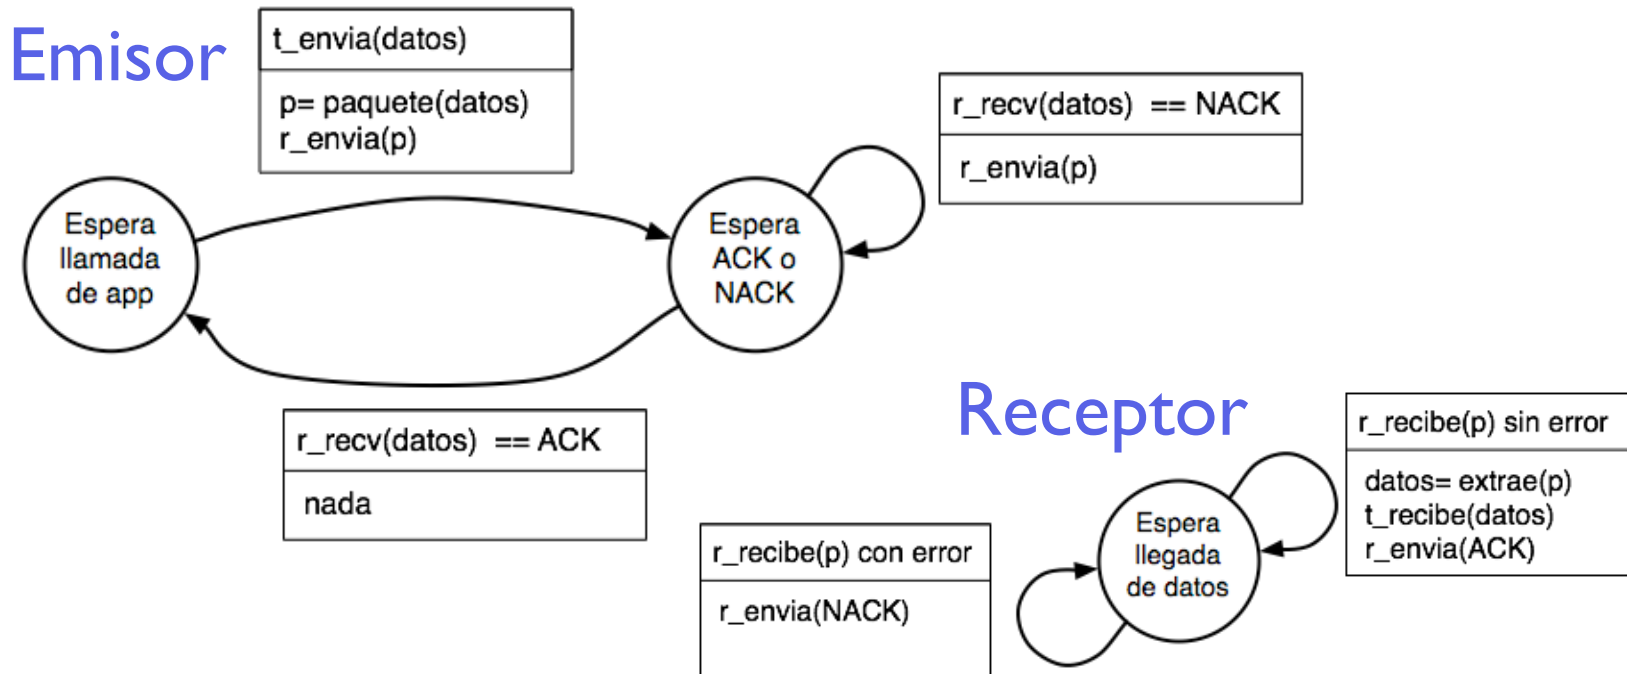 Emisor
t_envia(datos)
p= paquete(datos)
r_envia(p)
r_recv(datos) == NACK
r_envia(p)
Espera
llamada
de app
Espera
ACK o
NACK
r_recv(datos) == ACK
nada
Receptor
r_recibe(p) sin error
datos= extrae(p)
t_recibe(datos)
r_envia(ACK)
r_recibe(p) con error
r_envia(NACK)
Espera
llegada
de datos